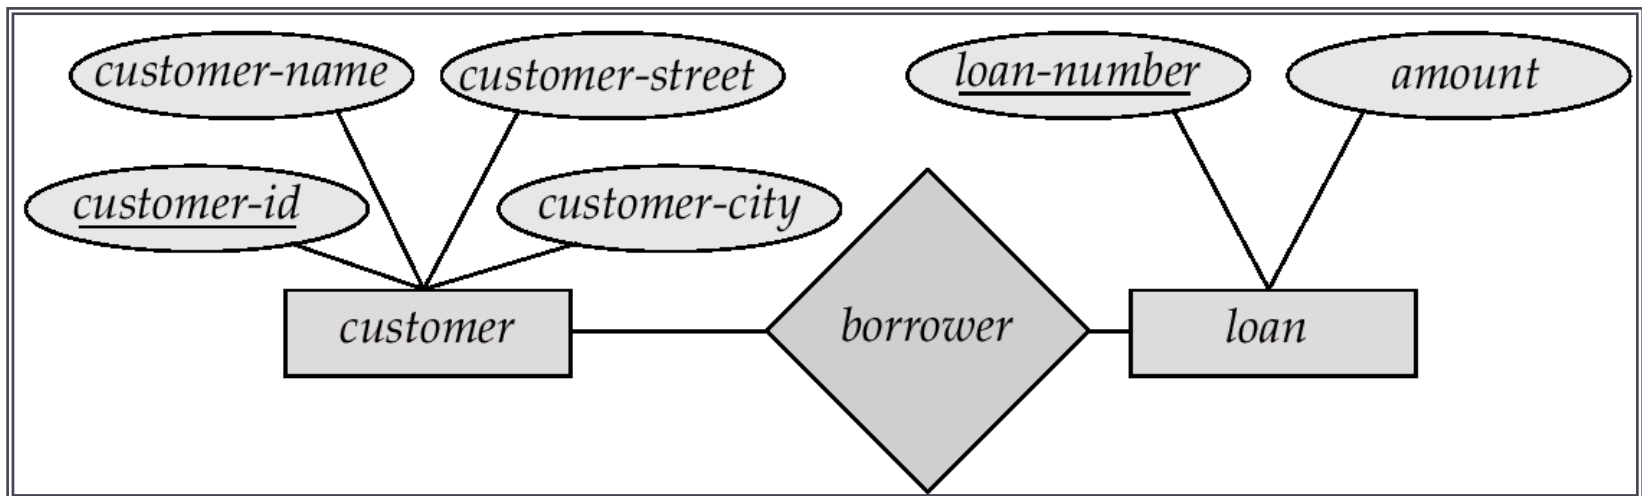 customer-name
customer-street
loan-number
amount
customer-id
customer-city
customer
borrower
loan